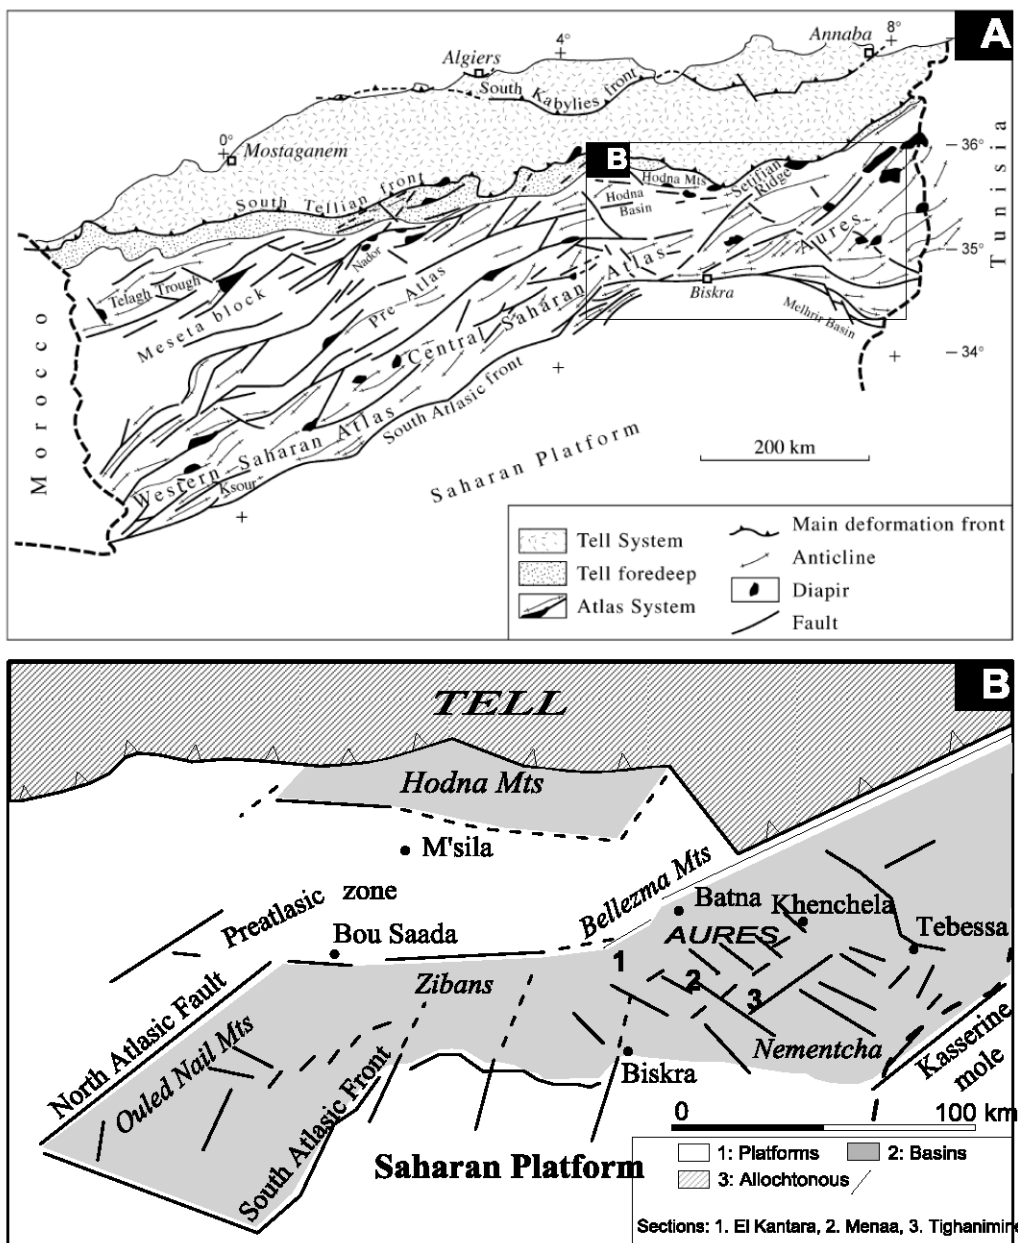 A
8°
Annaba
4°
Algiers
South Kabylies front
0°
Mostaganem
36°
B
Hodna Mts
Setifian
Ridge
Hodna
Basin
South Tellian front
Tunisia
35°
Aures
Nador
Telagh Trough
Atlas
Biskra
Pre Atlas
Meseta block
Melhrir Basin
Central Saharan
34°
Morocco
South Atlasic front
Western Saharan Atlas
Ksour
Saharan Platform
200 km
Tell System
Tell foredeep
Atlas System
Main deformation front
Anticline
Diapir
Fault
B
TELL
Hodna Mts
M'sila
Bellezma Mts
Preatlasic zone
Batna
Khenchela
Bou Saada
AURES
Tebessa
1
Zibans
2
3
North Atlasic Fault
Ouled Nail Mts
Nementcha
Kasserine
mole
Biskra
South Atlasic Front
0
100 km
Saharan Platform
1: Platforms
2: Basins
3: Allochtonous
Sections: 1. El Kantara, 2. Menaa, 3. Tighanimine